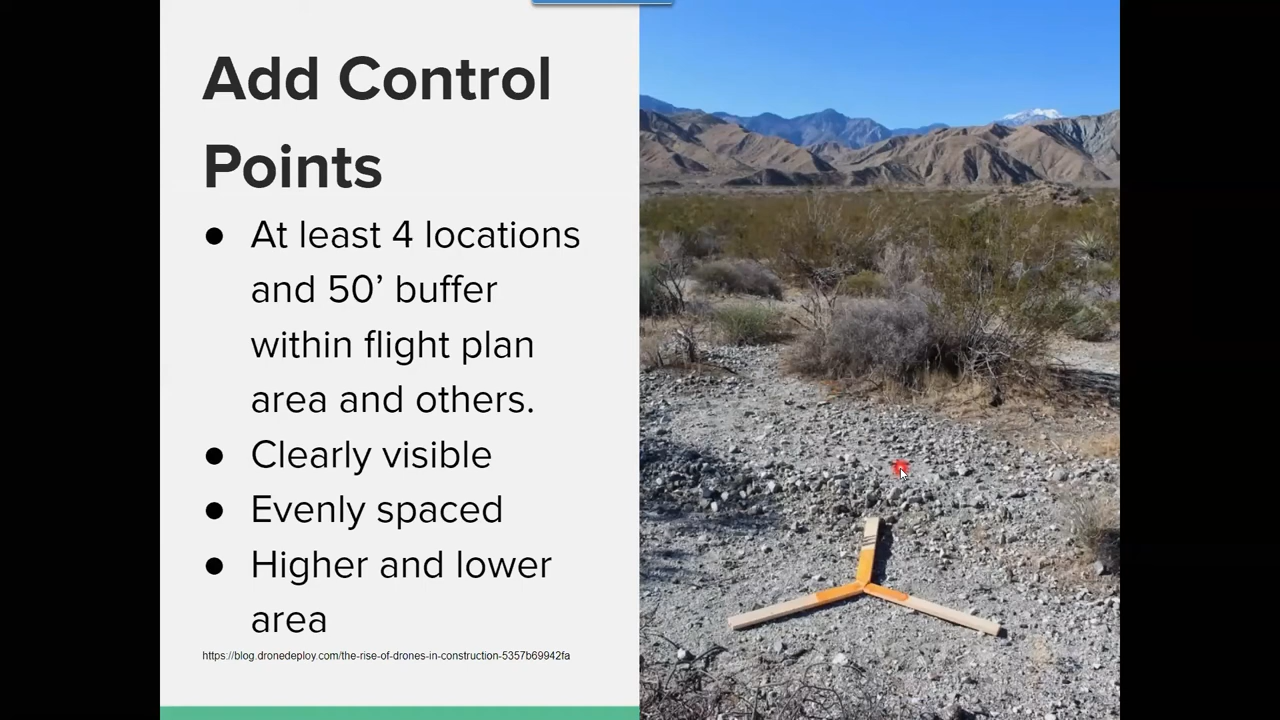 Add Control
Points
● At least 4 locations
and 50’ buffer
within flight plan
area and others.
● Clearly visible
● Evenly spaced
● Higher and lower
area
https://blog.dronedeploy.com/the-rise-of-drones-in-construction-5357b69942fa